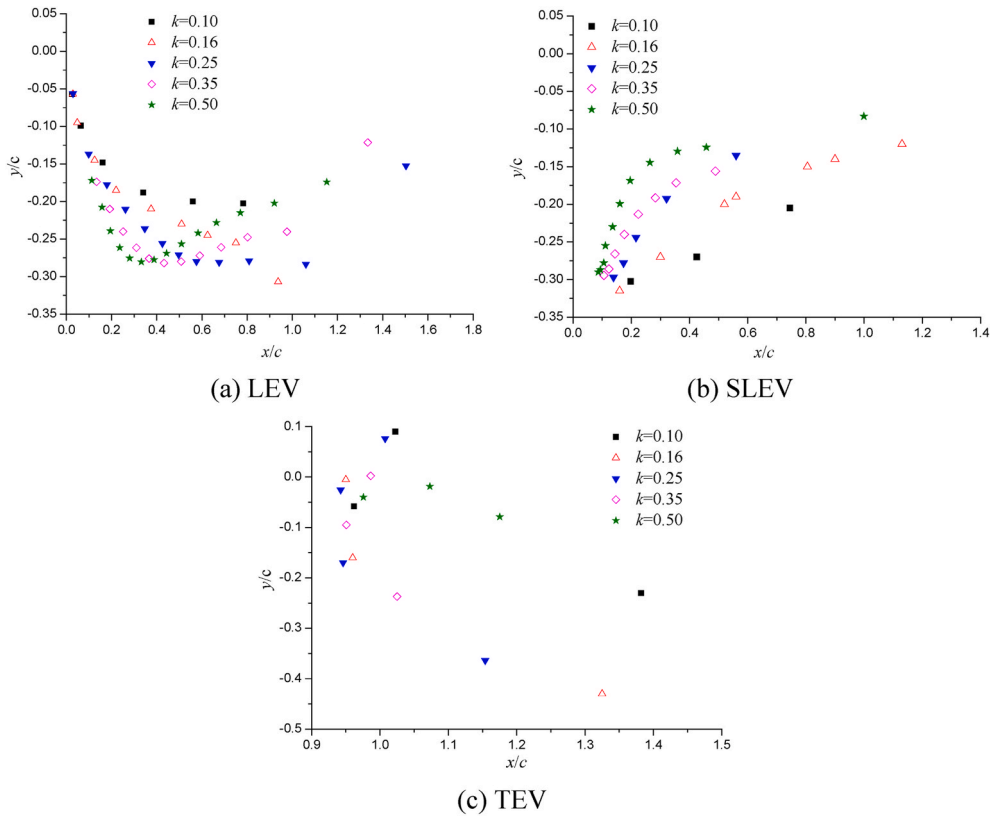 0.05
0.00
-0.05
-0.10
-0.15
-0.20
-0.25
-0.30
-0.35
y/c
0.0 0.2 0.4 0.6 0.8 1.0 1.2 1.4 1.6 1.8
x/c
k=0.10
k=0.16
k=0.25
k=0.35
k=0.50
(a) LEV
0.05
0.00
-0.05
-0.10
-0.15
-0.20
-0.25
-0.30
-0.35
y/c
0.0 0.2 0.4 0.6 0.8 1.0 1.2 1.4
x/c
k=0.10
k=0.16
k=0.25
k=0.35
k=0.50
(b) SLEV
0.1
0.0
-0.1
-0.2
-0.3
-0.4
-0.5
y/c
0.9 1.0 1.1 1.2 1.3 1.4 1.5
x/c
k=0.10
k=0.16
k=0.25
k=0.35
k=0.50
(c) TEV